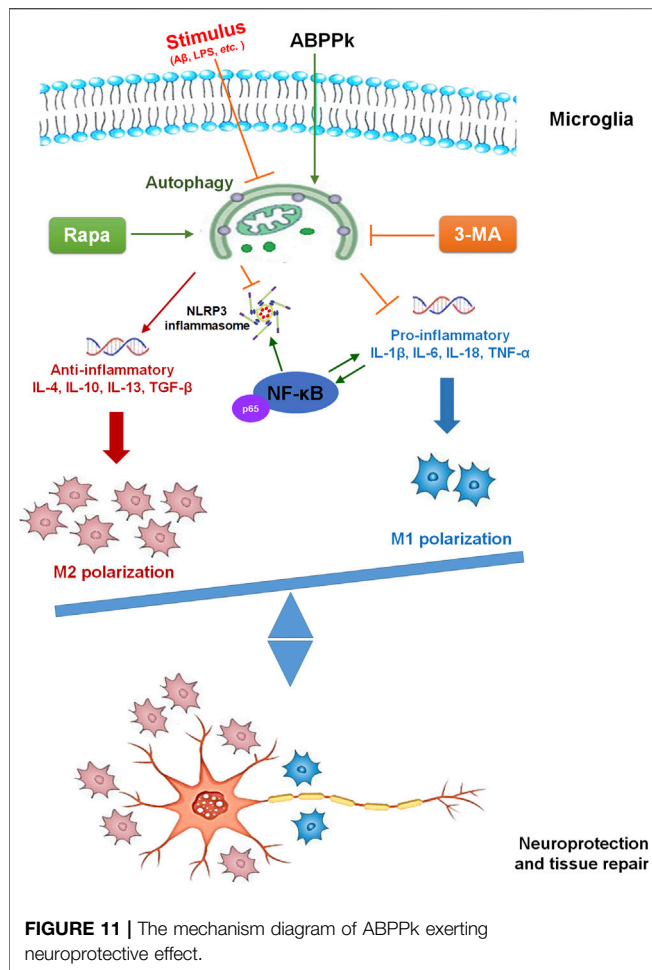 Stimulus
(Aβ, LPS, etc. )
ABPPk
Microglia
Autophagy
Rapa
3-MA
NLRP3
inflammasome
Anti-inflammatory
IL-4, IL-10, IL-13, TGF-β
Pro-inflammatory
IL-1β, IL-6, IL-18, TNF-α
NF-κB
p65
M2 polarization
M1 polarization
Neuroprotection
and tissue repair
FIGURE 11 | The mechanism diagram of ABPPk exerting
neuroprotective effect.